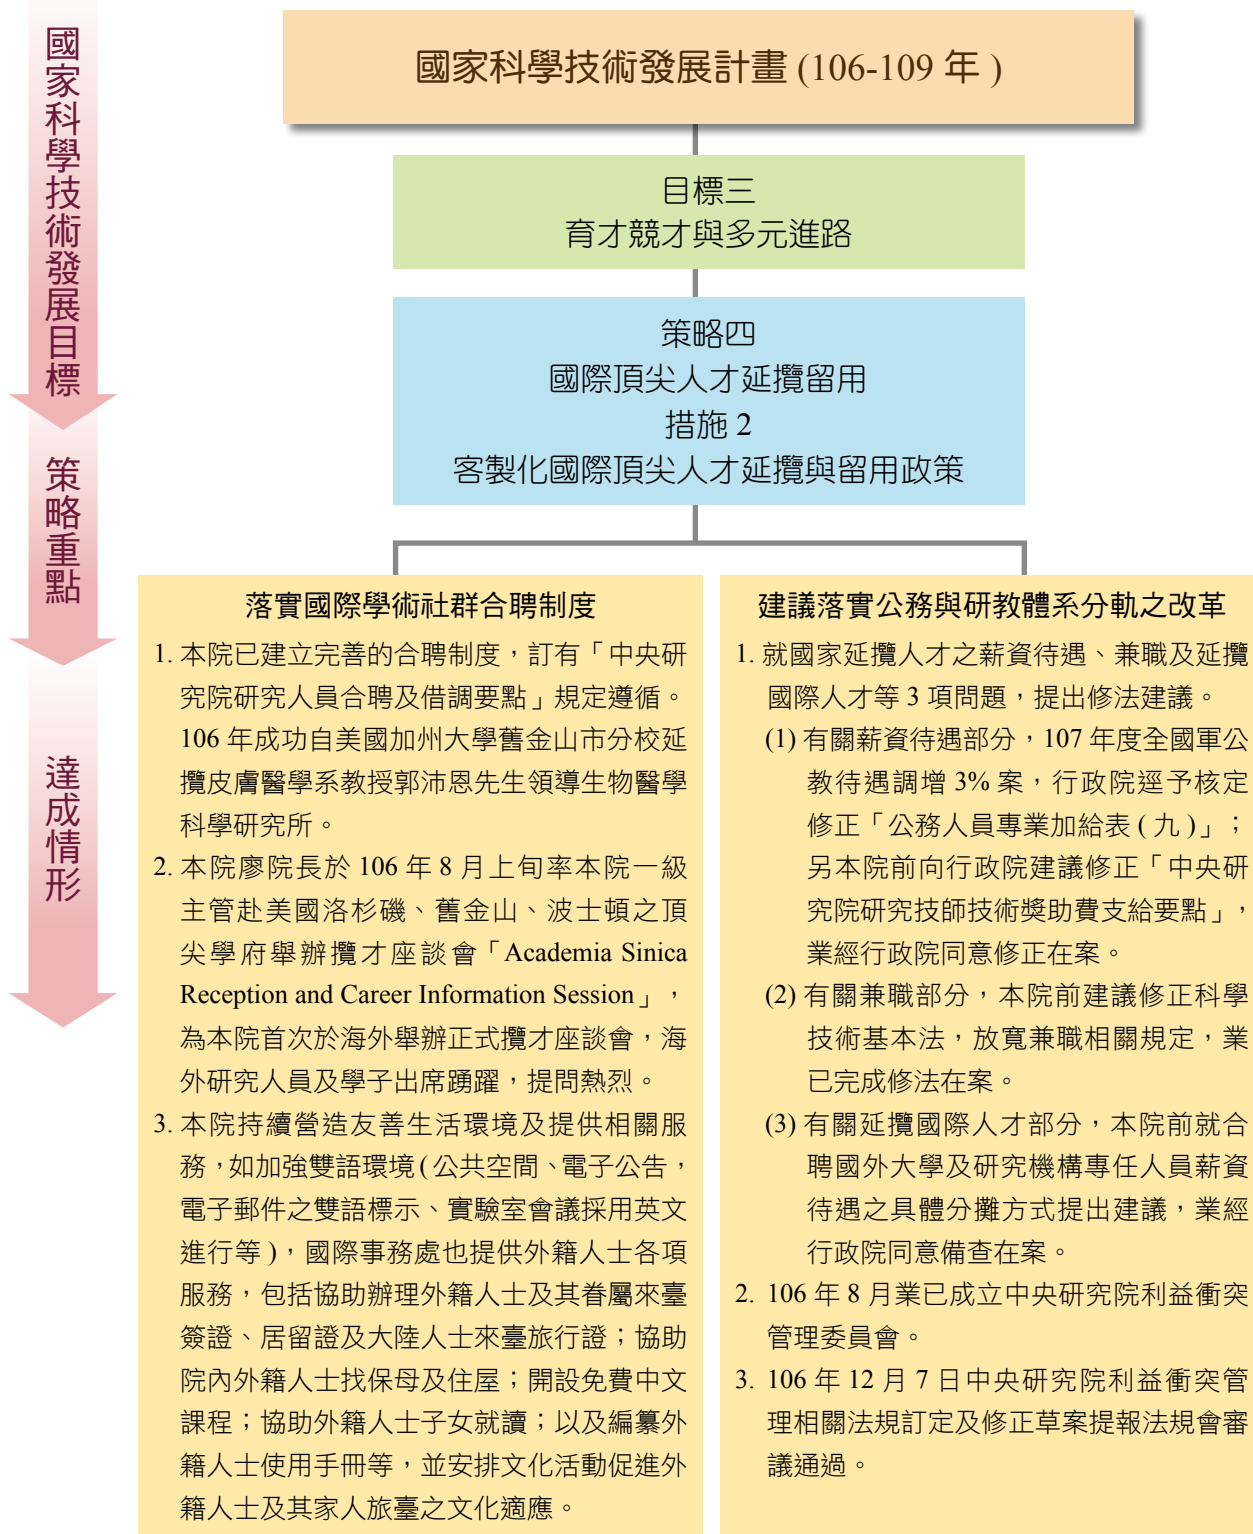 國家科學技術發展目標
策略重點
達成情形
國家科學技術發展計畫 (106-109 年 )
目標三
育才競才與多元進路
策略四
國際頂尖人才延攬留用
措施 2
客製化國際頂尖人才延攬與留用政策
落實國際學術社群合聘制度
1. 本院已建立完善的合聘制度，訂有「中央研
究院研究人員合聘及借調要點」規定遵循。
106 年成功自美國加州大學舊金山市分校延
攬皮膚醫學系教授郭沛恩先生領導生物醫學
科學研究所。
2. 本院廖院長於 106 年 8 月上旬率本院一級
主管赴美國洛杉磯、舊金山、波士頓之頂
尖學府舉辦攬才座談會「Academia Sinica
Reception and Career Information Session」，
為本院首次於海外舉辦正式攬才座談會，海
外研究人員及學子出席踴躍，提問熱烈。
3. 本院持續營造友善生活環境及提供相關服
務，如加強雙語環境 ( 公共空間、電子公告，
電子郵件之雙語標示、實驗室會議採用英文
進行等 )，國際事務處也提供外籍人士各項
服務，包括協助辦理外籍人士及其眷屬來臺
簽證、居留證及大陸人士來臺旅行證；協助
院內外籍人士找保母及住屋；開設免費中文
課程；協助外籍人士子女就讀；以及編纂外
籍人士使用手冊等，並安排文化活動促進外
籍人士及其家人旅臺之文化適應。
建議落實公務與研教體系分軌之改革
1. 就國家延攬人才之薪資待遇、兼職及延攬
國際人才等 3 項問題，提出修法建議。
(1) 有關薪資待遇部分，107 年度全國軍公
教待遇調增 3% 案，行政院逕予核定
修正「公務人員專業加給表 ( 九 )」；
另本院前向行政院建議修正「中央研
究院研究技師技術獎助費支給要點」，
業經行政院同意修正在案。
(2) 有關兼職部分，本院前建議修正科學
技術基本法，放寬兼職相關規定，業
已完成修法在案。
(3) 有關延攬國際人才部分，本院前就合
聘國外大學及研究機構專任人員薪資
待遇之具體分攤方式提出建議，業經
行政院同意備查在案。
2. 106 年 8 月業已成立中央研究院利益衝突
管理委員會。
3. 106 年 12 月 7 日中央研究院利益衝突管
理相關法規訂定及修正草案提報法規會審
議通過。